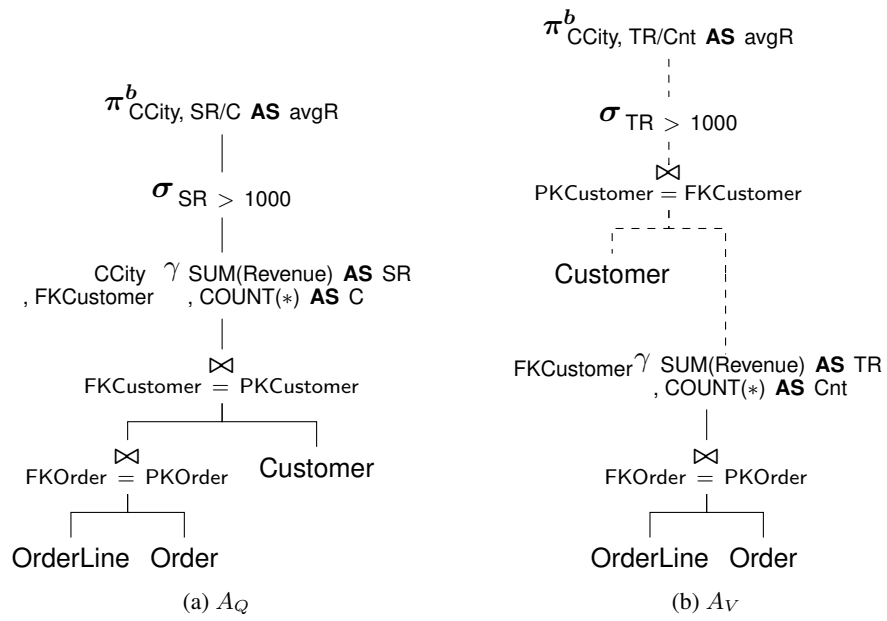 π^b CCity, SR/C AS avgR
σ SR > 1000
CCity γ SUM(Revenue) AS SR
, FKCustomer , COUNT(∗) AS C
⋈
FKCustomer = PKCustomer
⋈
FKOrder = PKOrder
Customer
OrderLine Order
(a) A_Q
π^b CCity, TR/Cnt AS avgR
σ TR > 1000
⋈
PKCustomer = FKCustomer
Customer
FKCustomer γ SUM(Revenue) AS TR
, COUNT(∗) AS Cnt
⋈
FKOrder = PKOrder
OrderLine Order
(b) A_V